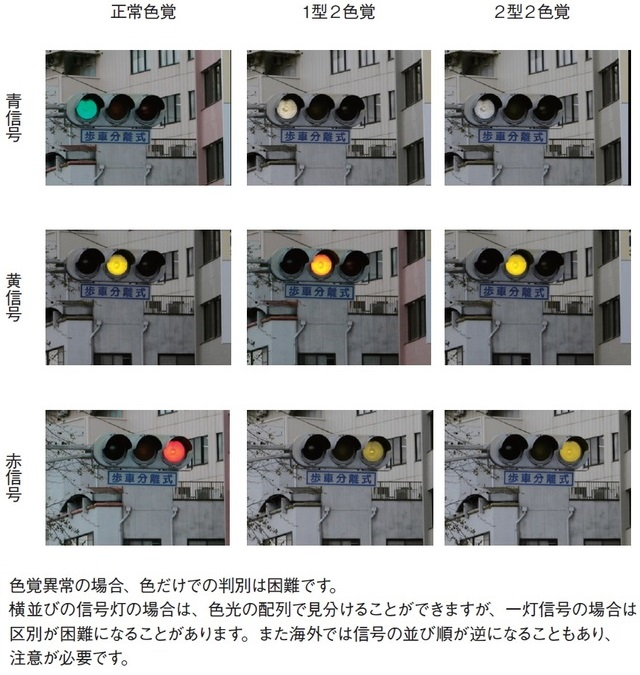 正常色覚
1型2色覚
2型2色覚
青信号
歩車分離式
歩車分離式
歩車分離式
黄信号
歩車分離式
歩車分離式
歩車分離式
赤信号
歩車分離式
歩車分離式
歩車分離式
色覚異常の場合、色だけでの判別は困難です。
横並びの信号灯の場合は、色光の配列で見分けることができますが、一灯信号の場合は
区別が困難になることがあります。また海外では信号の並び順が逆になることもあり、
注意が必要です。